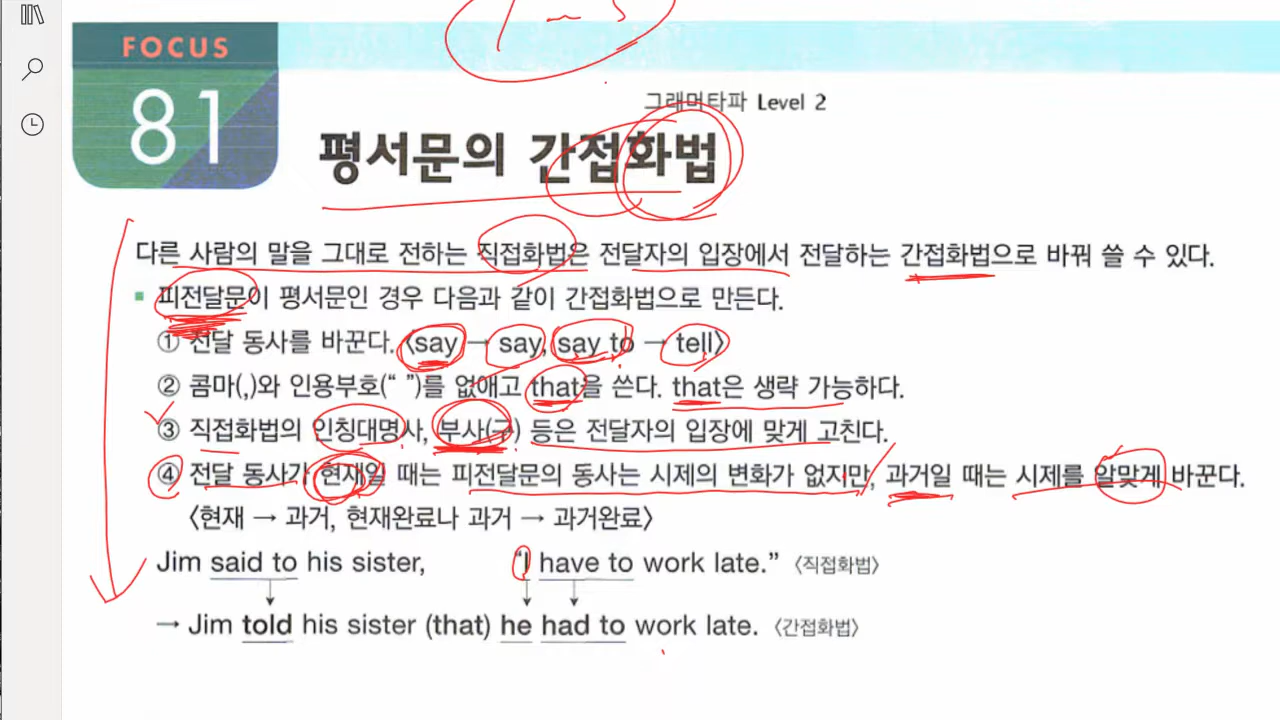 FOCUS
81
그래머타파 Level 2
평서문의 간접화법
다른 사람의 말을 그대로 전하는 직접화법은 전달자의 입장에서 전달하는 간접화법으로 바꿔 쓸 수 있다.
피전달문이 평서문인 경우 다음과 같이 간접화법으로 만든다.
① 전달 동사를 바꾼다. 〈say → say, say to → tell〉
② 콤마(,)와 인용부호(“ ”)를 없애고 that을 쓴다. that은 생략 가능하다.
③ 직접화법의 인칭대명사, 부사(구) 등은 전달자의 입장에 맞게 고친다.
④ 전달 동사가 현재일 때는 피전달문의 동사는 시제의 변화가 없지만, 과거일 때는 시제를 알맞게 바꾼다.
〈현재 → 과거, 현재완료나 과거 → 과거완료〉
Jim said to his sister, “I have to work late.” 〈직접화법〉
→ Jim told his sister (that) he had to work late. 〈간접화법〉